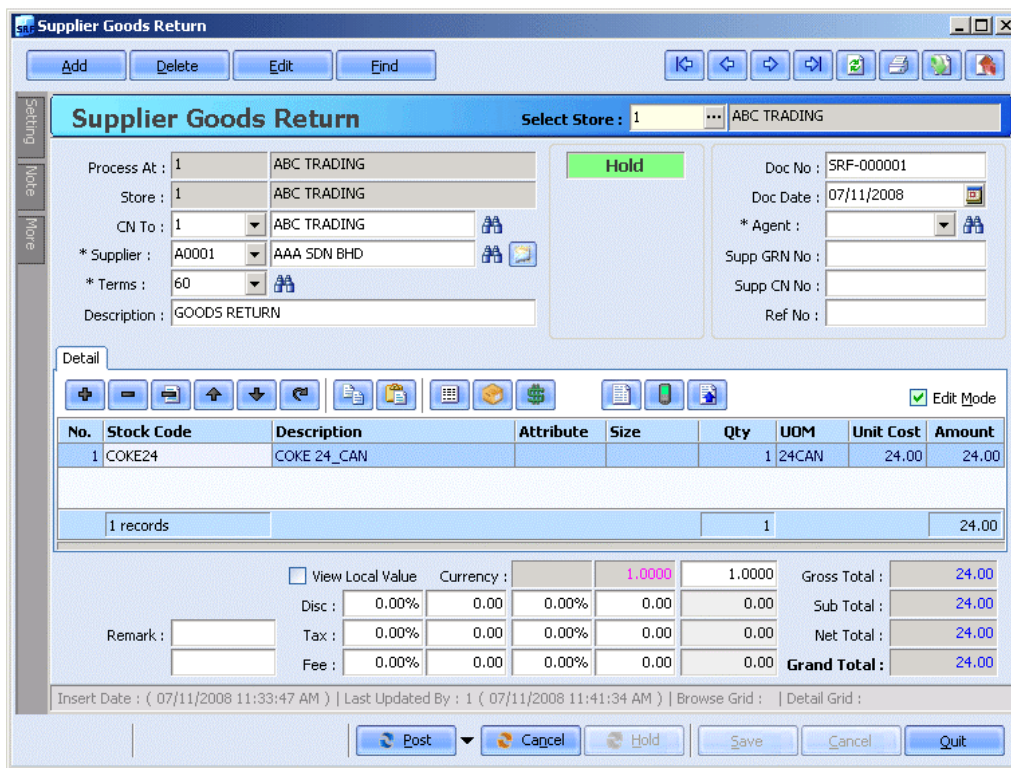 SRF Supplier Goods Return
Add Delete Edit Find
Setting
Note
More
Supplier Goods Return Select Store : 1 ... ABC TRADING
Process At : 1 ABC TRADING Hold Doc No : SRF-000001
Store : 1 ABC TRADING Doc Date : 07/11/2008
CN To : 1 ABC TRADING * Agent :
* Supplier : A0001 AAA SDN BHD Supp GRN No :
* Terms : 60 Supp CN No :
Description : GOODS RETURN Ref No :
Detail
Edit Mode
No. Stock Code Description Attribute Size Qty UOM Unit Cost Amount
1 COKE24 COKE 24_CAN 1 24CAN 24.00 24.00
1 records 1 24.00
View Local Value Currency : 1.0000 1.0000 Gross Total : 24.00
Disc : 0.00% 0.00 0.00% 0.00 0.00 Sub Total : 24.00
Remark : Tax : 0.00% 0.00 0.00% 0.00 0.00 Net Total : 24.00
Fee : 0.00% 0.00 0.00% 0.00 0.00 Grand Total : 24.00
Insert Date : ( 07/11/2008 11:33:47 AM ) | Last Updated By : 1 ( 07/11/2008 11:41:34 AM ) | Browse Grid : | Detail Grid :
Post Cancel Hold Save Cancel Quit